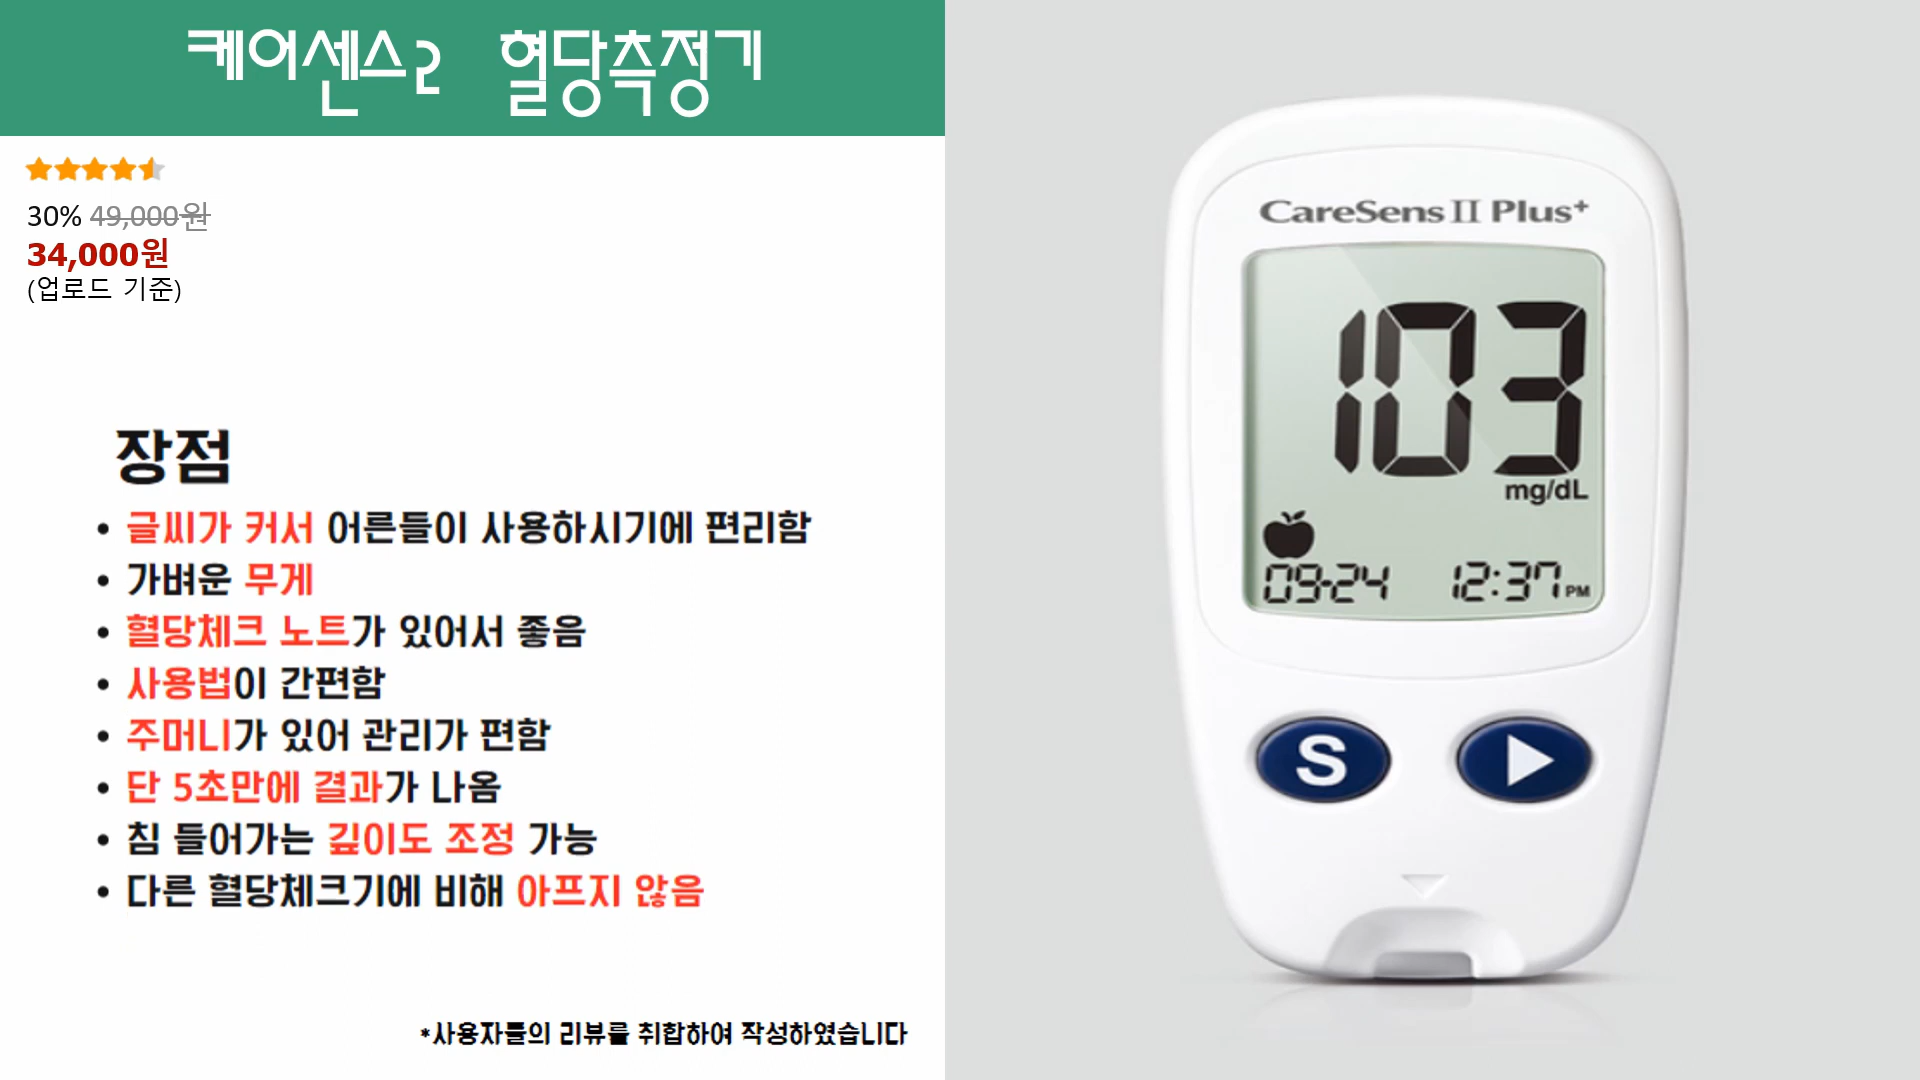 케어센스2 혈당측정기
30% 49,000원
34,000원
(업로드 기준)
장점
• 글씨가 커서 어른들이 사용하시기에 편리함
• 가벼운 무게
• 혈당체크 노트가 있어서 좋음
• 사용법이 간편함
• 주머니가 있어 관리가 편함
• 단 5초만에 결과가 나옴
• 침 들어가는 깊이도 조정 가능
• 다른 혈당체크기에 비해 아프지 않음
*사용자들의 리뷰를 취합하여 작성하였습니다
CareSens II Plus+
103
mg/dL
09-24 12:37 PM
S